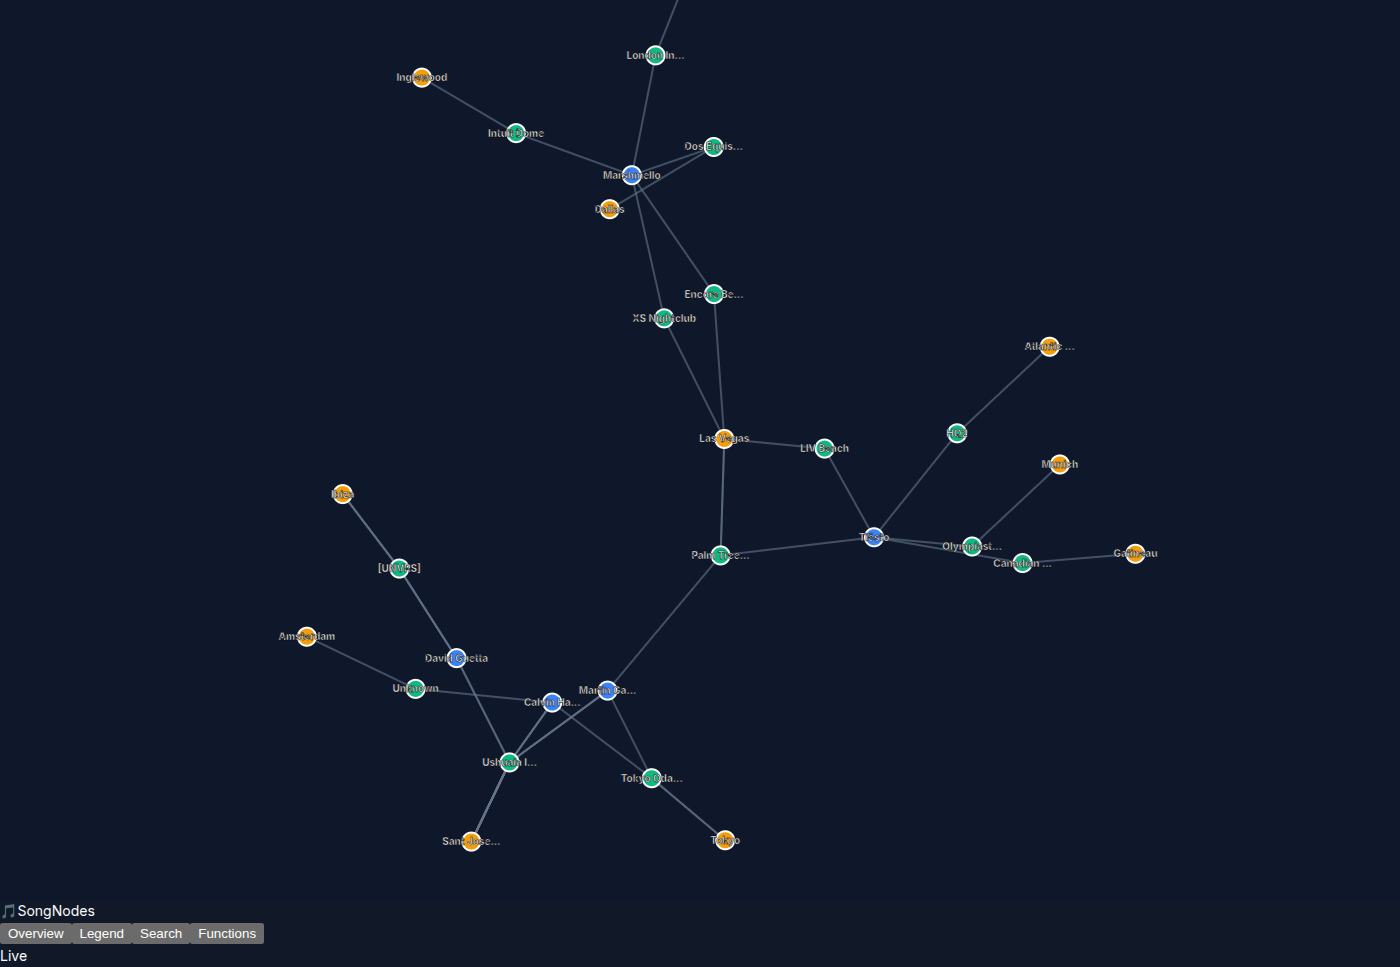 London In...
Inglewood
Intuit Dome
Dos Equis...
Marshmello
Dallas
Encore Be...
XS Nightclub
Atlantic ...
Las Vegas
LIV Beach
HQ2
Munich
Ibiza
Tiësto
Olympiast...
Gatineau
Palm Tree...
Canadian ...
[UNVRS]
Amsterdam
David Guetta
Unknown
Martin Ga...
Calvin Ha...
Ushuaïa I...
Tokyo Oda...
Sant Jose...
Tokyo
🎵SongNodes
Overview Legend Search Functions
Live